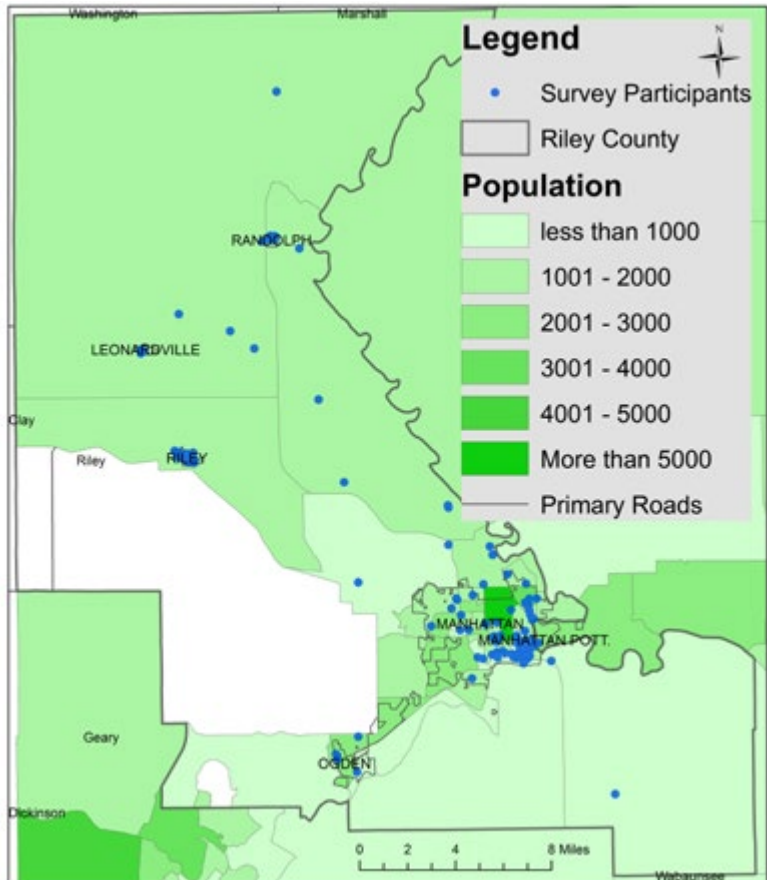 Washington
Marshall
Legend
N
Survey Participants
Riley County
Population
less than 1000
1001 - 2000
2001 - 3000
3001 - 4000
4001 - 5000
More than 5000
Primary Roads
RANDOLPH
LEONARDVILLE
Clay
Riley
RILEY
MANHATTAN
MANHATTAN POTT.
Geary
OGDEN
Dickinson
0 2 4 8 Miles
Wabaunsee